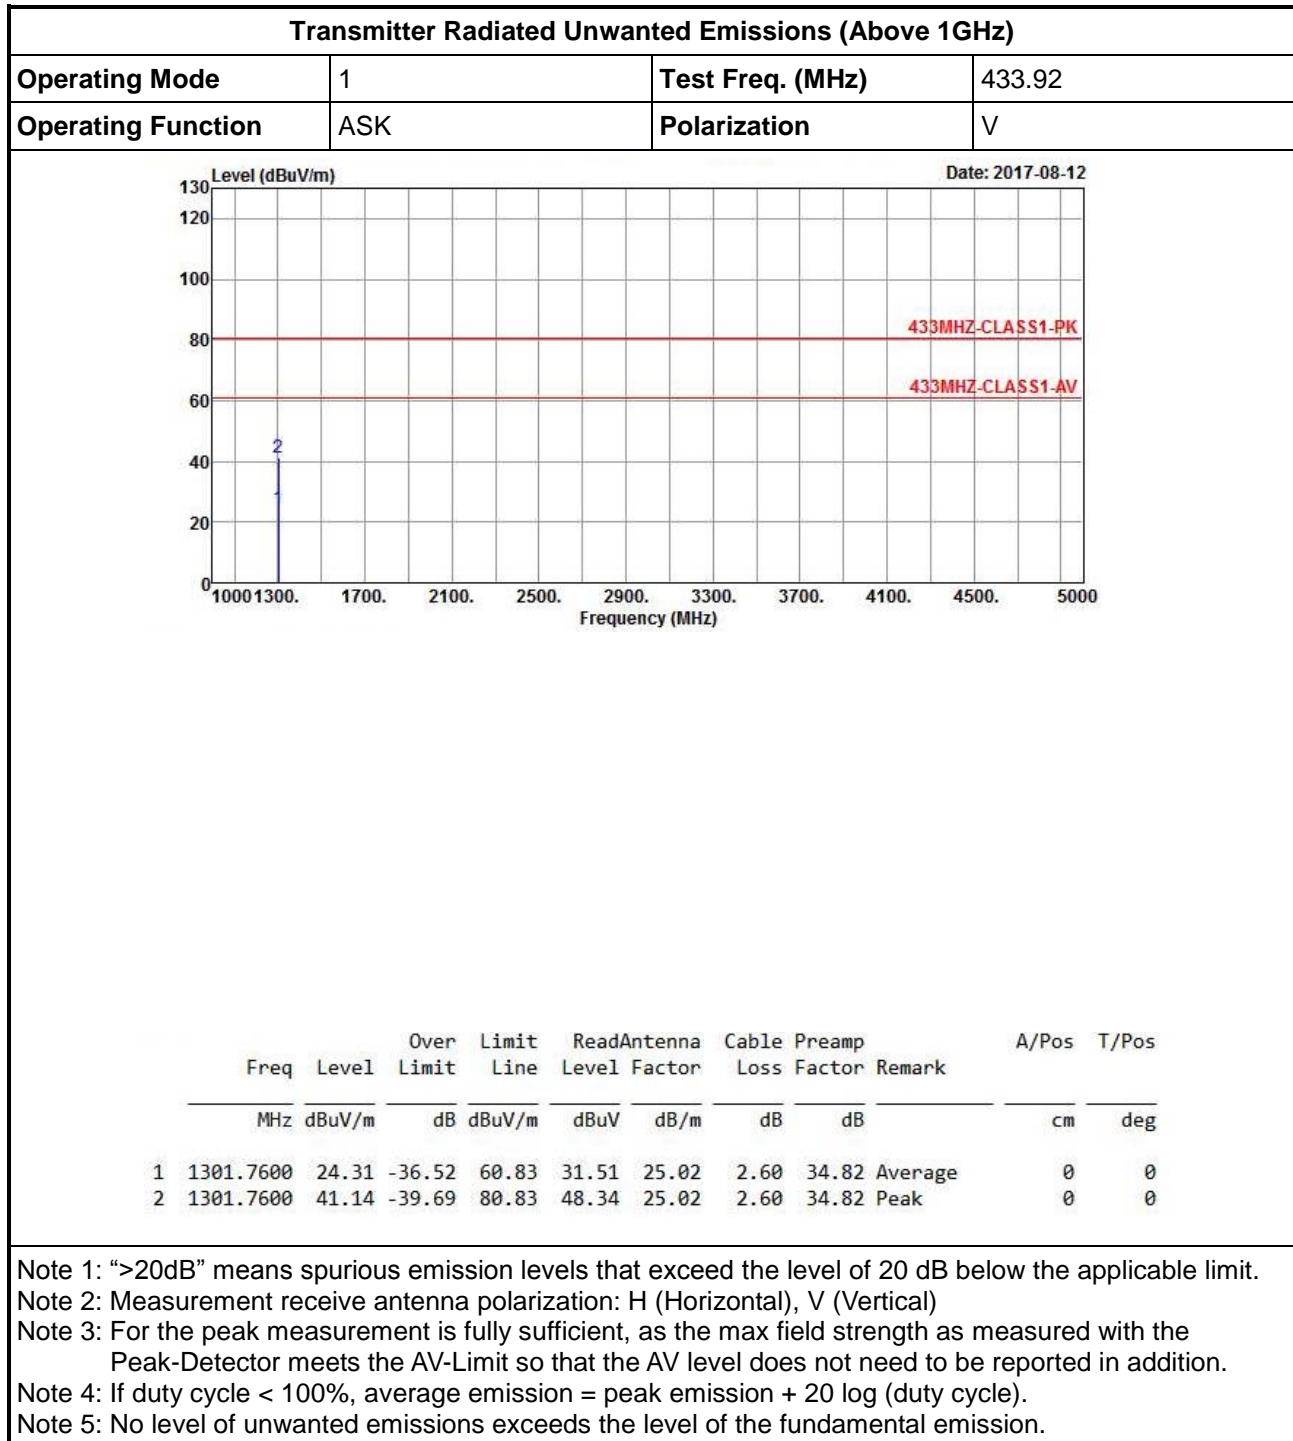 Transmitter Radiated Unwanted Emissions (Above 1GHz)
Operating Mode 1 Test Freq. (MHz) 433.92
Operating Function ASK Polarization V
Level (dBuV/m) Date: 2017-08-12
130
120
100
433MHZ-CLASS1-PK
80
433MHZ-CLASS1-AV
60
2
40
1
20
0
1000 1300. 1700. 2100. 2500. 2900. 3300. 3700. 4100. 4500. 5000
Frequency (MHz)
Over Limit ReadAntenna Cable Preamp A/Pos T/Pos
Freq Level Limit Line Level Factor Loss Factor Remark
MHz dBuV/m dB dBuV/m dBuV dB/m dB dB cm deg
1 1301.7600 24.31 -36.52 60.83 31.51 25.02 2.60 34.82 Average 0 0
2 1301.7600 41.14 -39.69 80.83 48.34 25.02 2.60 34.82 Peak 0 0
Note 1: “>20dB” means spurious emission levels that exceed the level of 20 dB below the applicable limit.
Note 2: Measurement receive antenna polarization: H (Horizontal), V (Vertical)
Note 3: For the peak measurement is fully sufficient, as the max field strength as measured with the
Peak-Detector meets the AV-Limit so that the AV level does not need to be reported in addition.
Note 4: If duty cycle < 100%, average emission = peak emission + 20 log (duty cycle).
Note 5: No level of unwanted emissions exceeds the level of the fundamental emission.